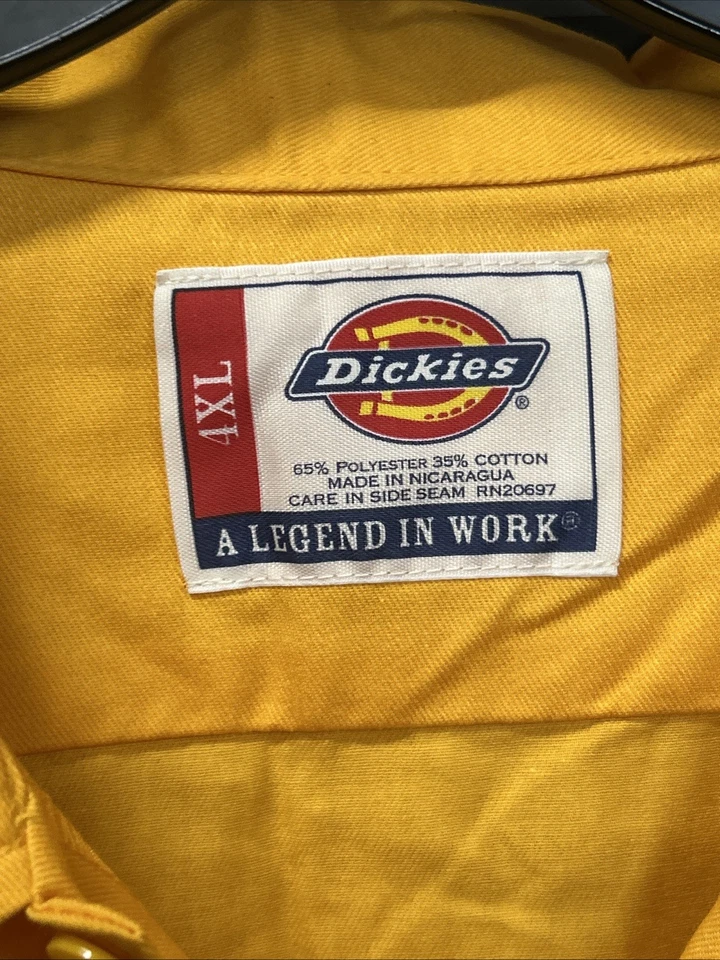 4XL
Dickies®
65% POLYESTER 35% COTTON
MADE IN NICARAGUA
CARE IN SIDE SEAM RN20697
A LEGEND IN WORK®